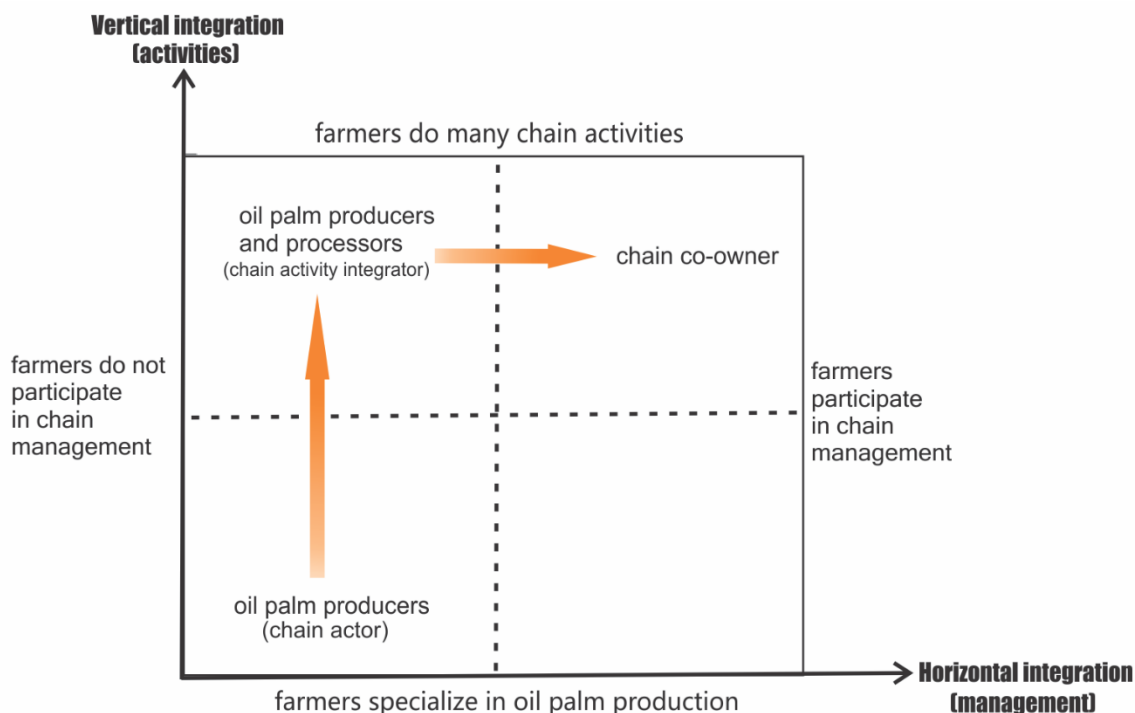 Vertical integration
(activities)
farmers do many chain activities
oil palm producers
and processors
(chain activity integrator)
chain co-owner
farmers do not
participate
in chain
management
farmers
participate
in chain
management
oil palm producers
(chain actor)
Horizontal integration
(management)
farmers specialize in oil palm production